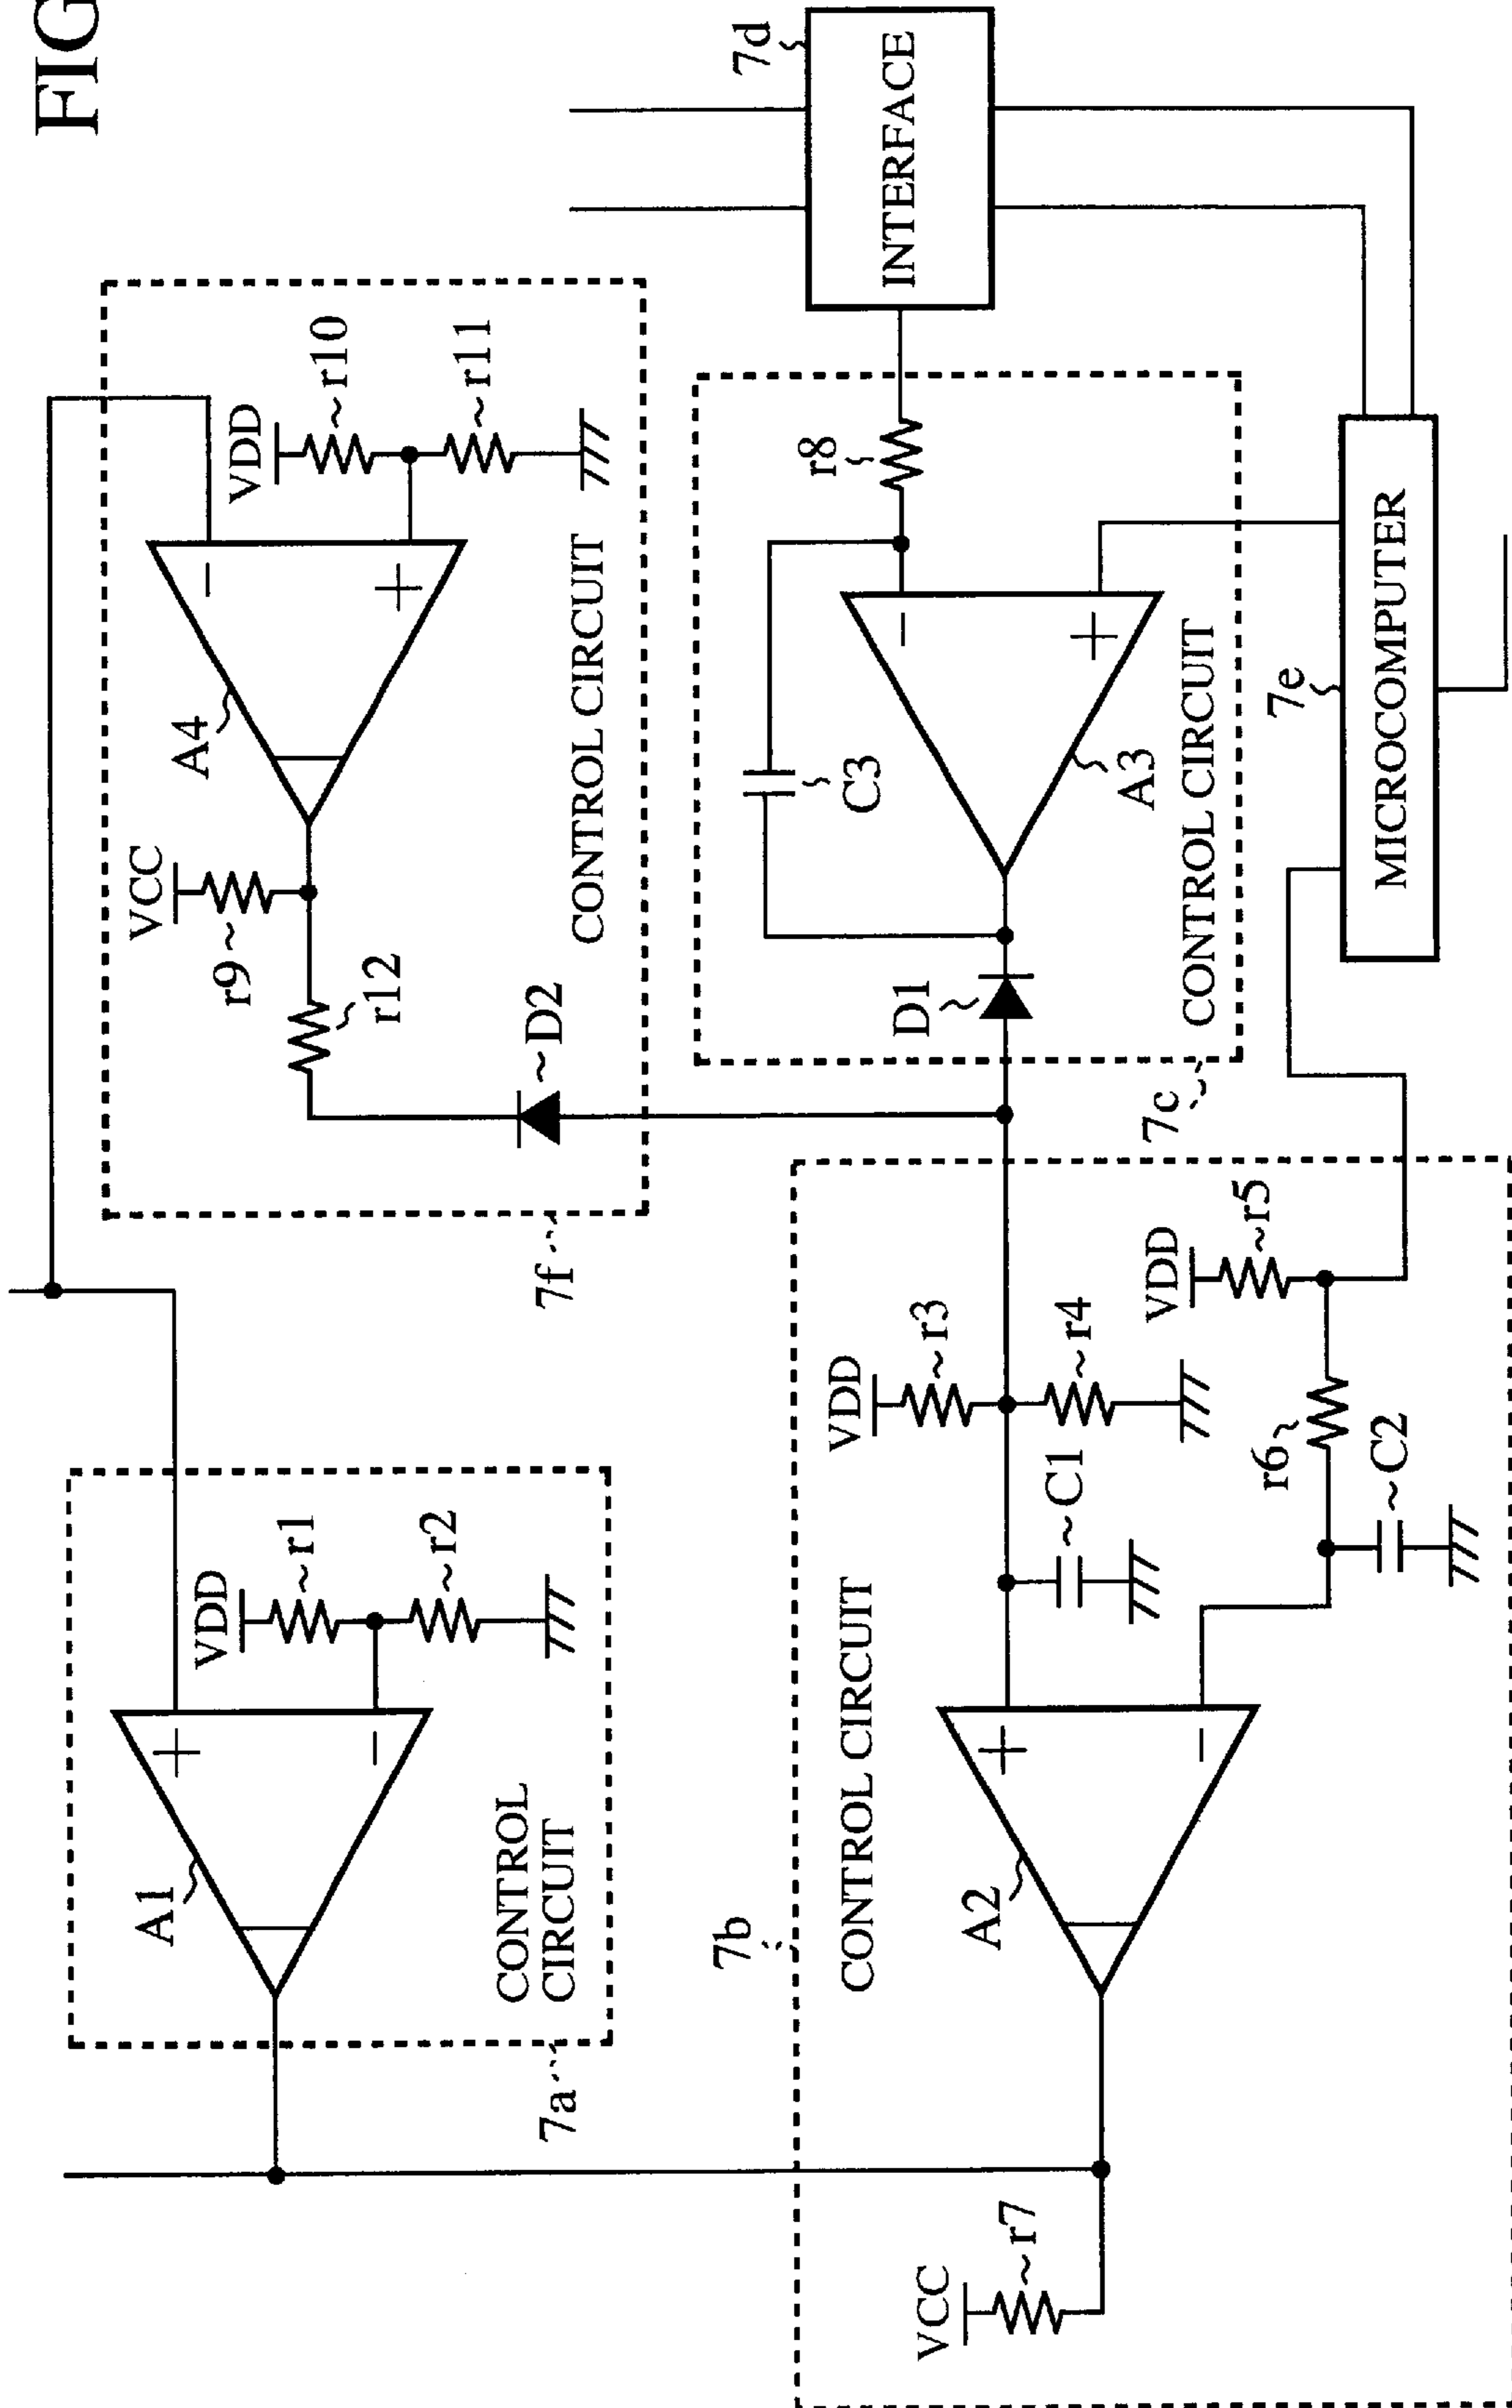 FIG
7d
INTERFACE
VDD
r10
r11
A4
VCC
r9
r12
D2
CONTROL CIRCUIT
7f
r8
C3
A3
D1
CONTROL CIRCUIT
7c
7e
MICROCOMPUTER
A1
VDD
r1
r2
CONTROL
CIRCUIT
7a
7b
CONTROL CIRCUIT
VDD
r3
r4
C1
VDD
r5
r6
C2
A2
VCC
r7
+
−
+
−
−
+
−
+